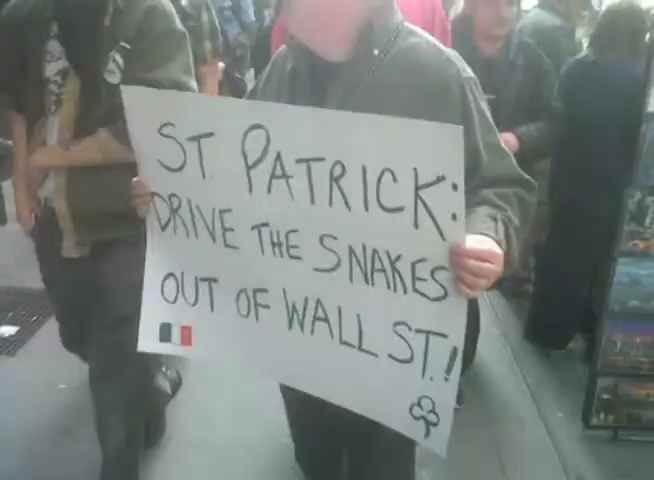 ST. PATRICK:
DRIVE THE SNAKES
OUT OF WALL ST.!